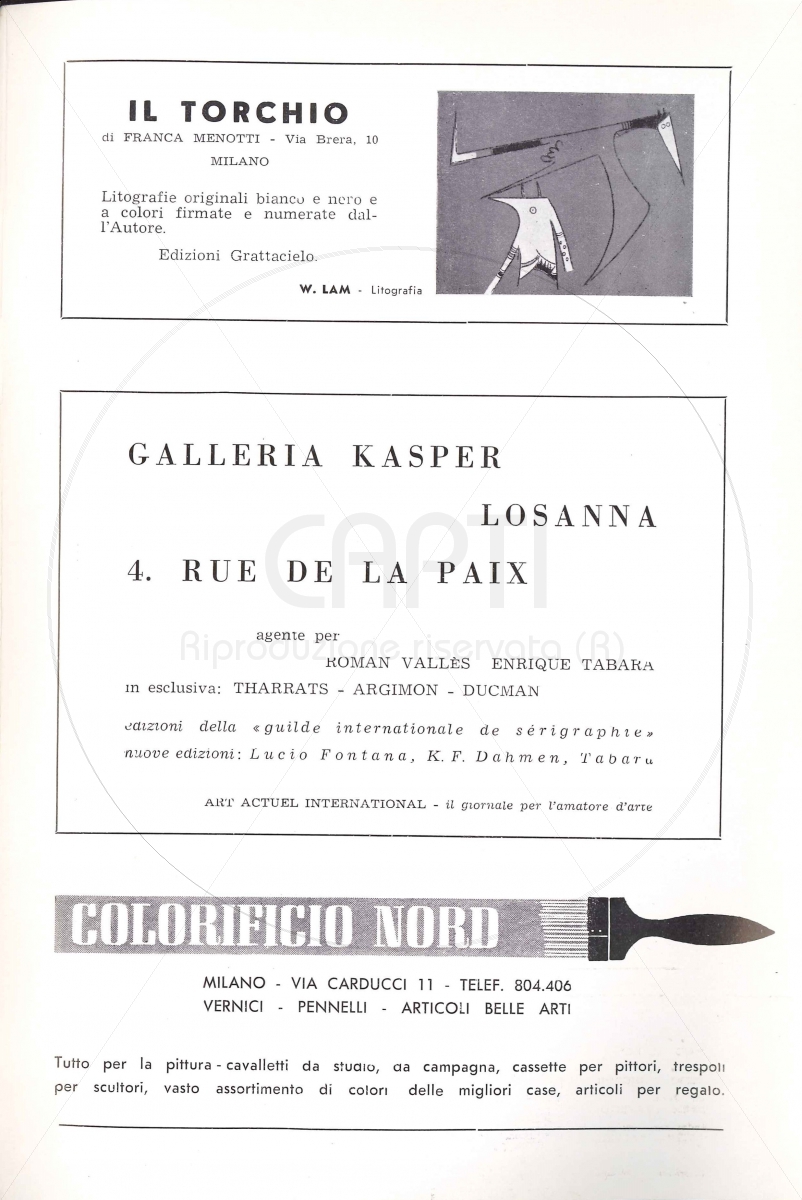 IL TORCHIO
di FRANCA MENOTTI - Via Brera, 10
MILANO
Litografie originali bianco e nero e
a colori firmate e numerate dal-
l'Autore.
Edizioni Grattacielo.
W. LAM - Litografia
GALLERIA KASPER
LOSANNA
4. RUE DE LA PAIX
CAPTI
Riproduzione riservata (R)
agente per
ROMAN VALLÈS ENRIQUE TABARA
in esclusiva: THARRATS - ARGIMON - DUCMAN
edizioni della «guilde internationale de sérigraphie»
nuove edizioni: Lucio Fontana, K. F. Dahmen, Tabara
ART ACTUEL INTERNATIONAL - il giornale per l'amatore d'arte
COLORIFICIO NORD
MILANO - VIA CARDUCCI 11 - TELEF. 804.406
VERNICI - PENNELLI - ARTICOLI BELLE ARTI
Tutto per la pittura - cavalletti da studio, da campagna, cassette per pittori, trespoli
per scultori, vasto assortimento di colori delle migliori case, articoli per regalo.